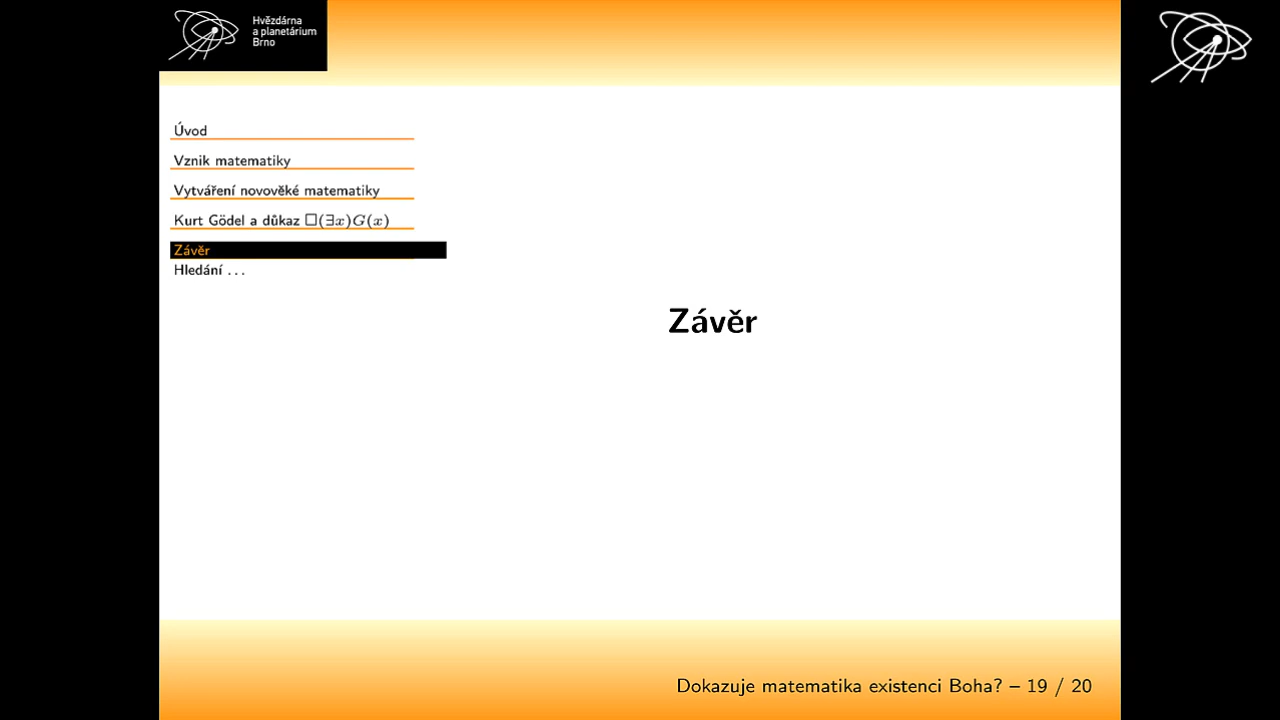 Hvězdárna
a planetárium
Brno
Úvod
Vznik matematiky
Vytváření novověké matematiky
Kurt Gödel a důkaz □(∃x)G(x)
Závěr
Hledání ...
Závěr
Dokazuje matematika existenci Boha? – 19 / 20